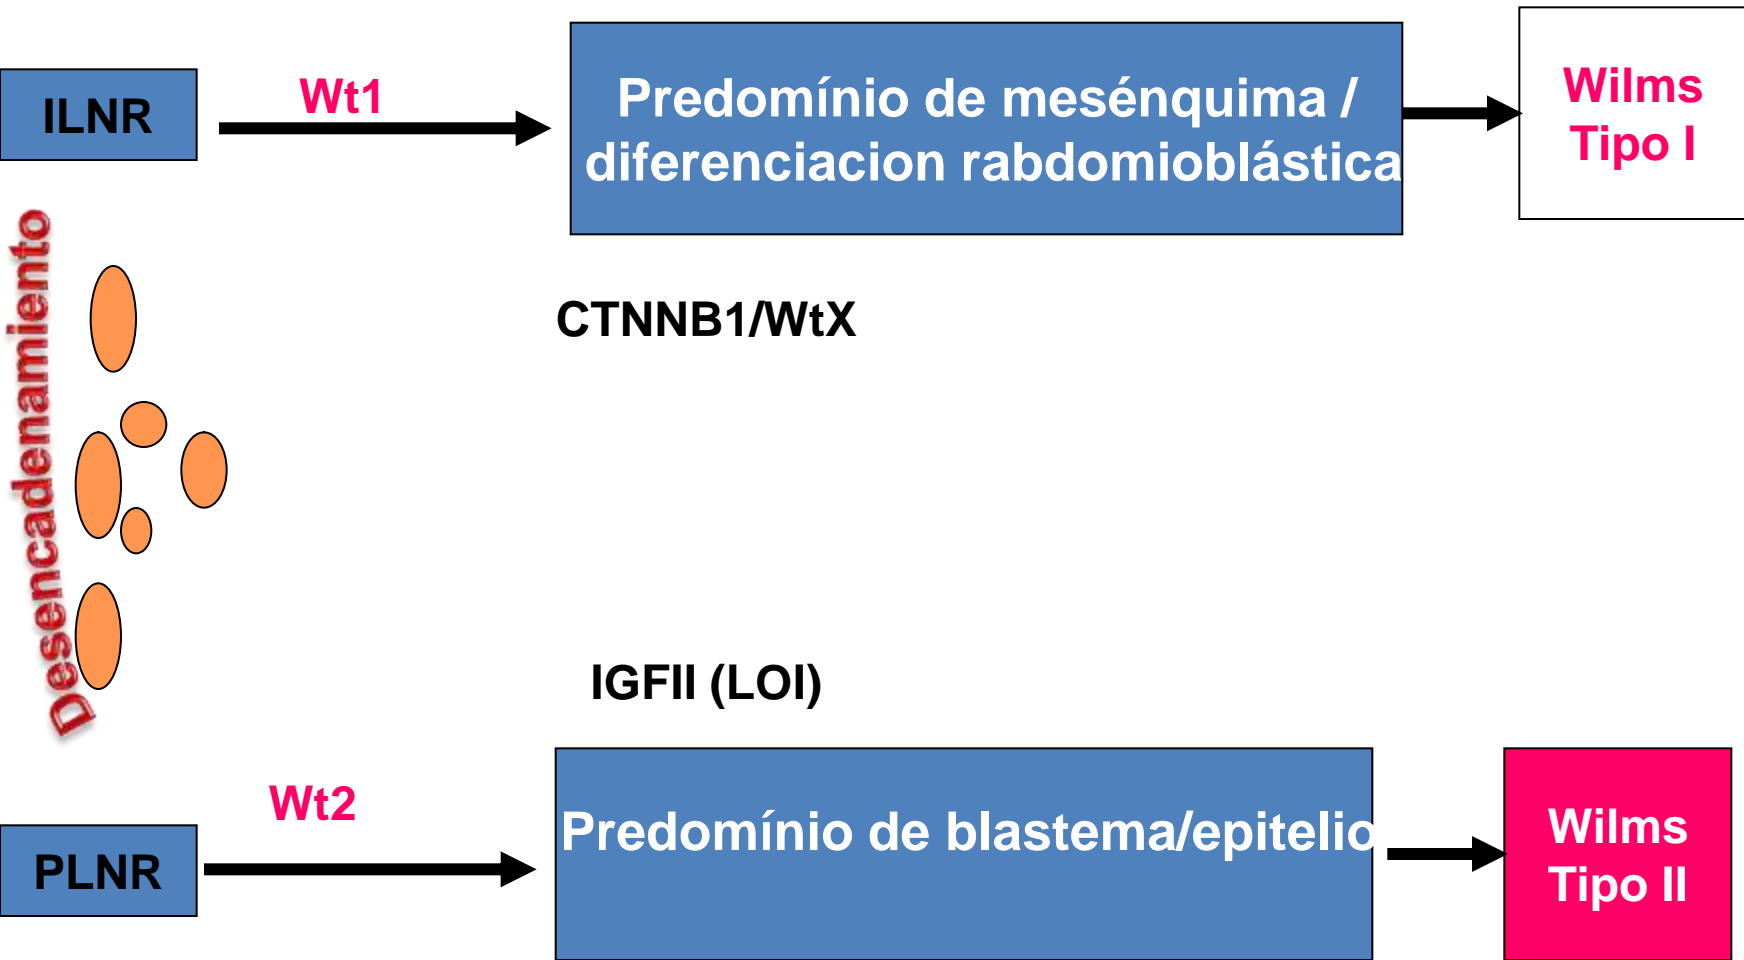 ILNR
Wt1
Predomínio de mesénquima /
diferenciacion rabdomioblástica
Wilms
Tipo I
Desencadenamiento
CTNNB1/WtX
IGFII (LOI)
PLNR
Wt2
Predomínio de blastema/epitelio
Wilms
Tipo II